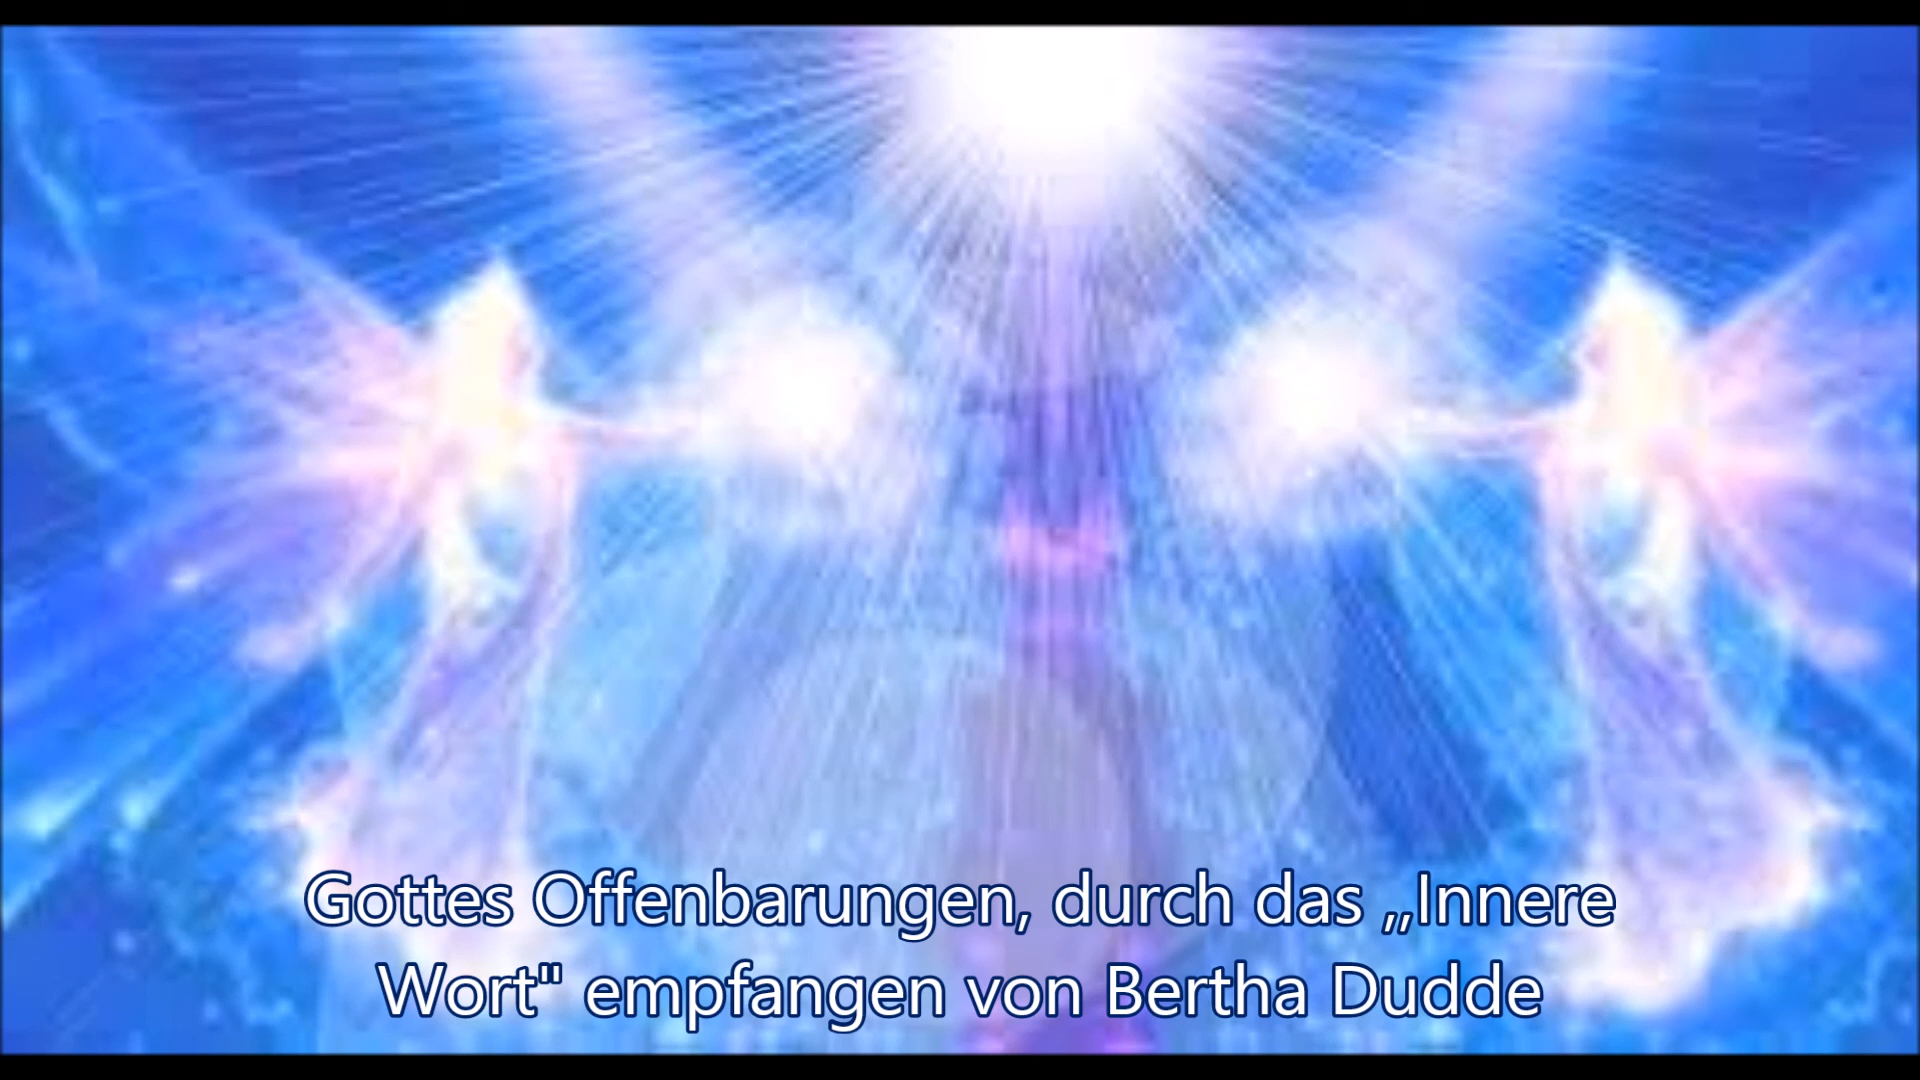 Gottes Offenbarungen, durch das ,,Innere
Wort" empfangen von Bertha Dudde